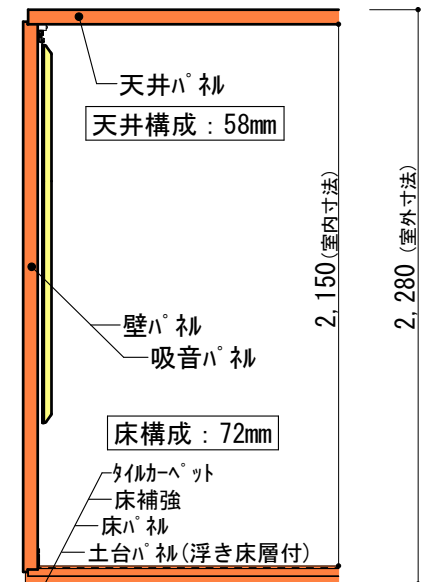 天井ﾊﾟﾈﾙ
天井構成：58mm
2,150(室内寸法)
2,280 (室外寸法)
壁ﾊﾟﾈﾙ
吸音ﾊﾟﾈﾙ
床構成：72mm
ﾀｲﾙｶｰﾍﾟｯﾄ
床補強
床ﾊﾟﾈﾙ
土台ﾊﾟﾈﾙ(浮き床層付)